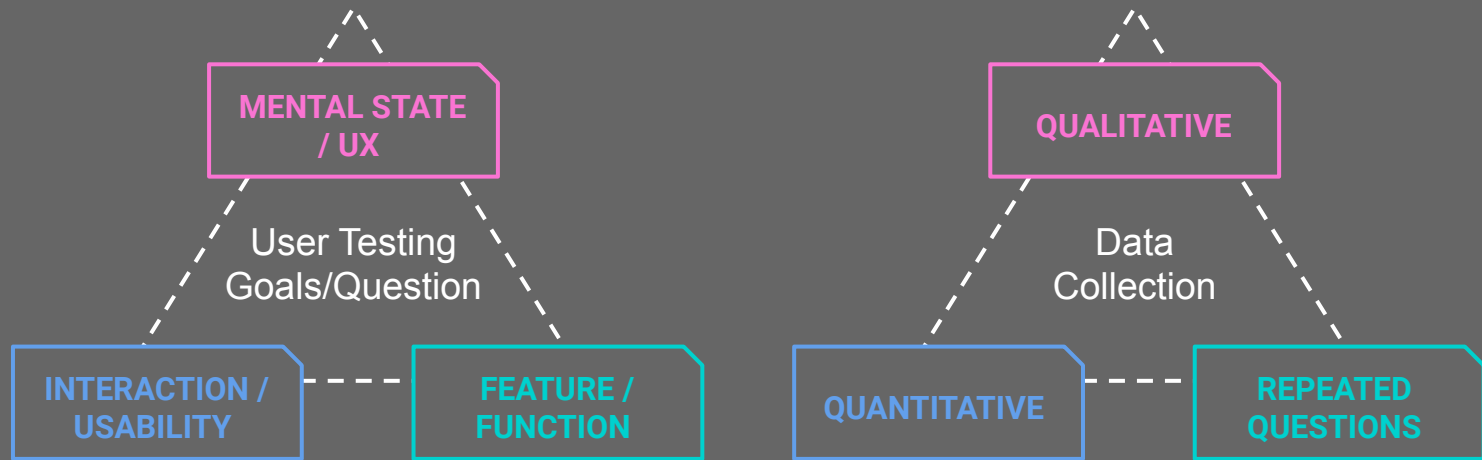 MENTAL STATE
/ UX
User Testing
Goals/Question
INTERACTION /
USABILITY
FEATURE /
FUNCTION
QUALITATIVE
Data
Collection
QUANTITATIVE
REPEATED
QUESTIONS